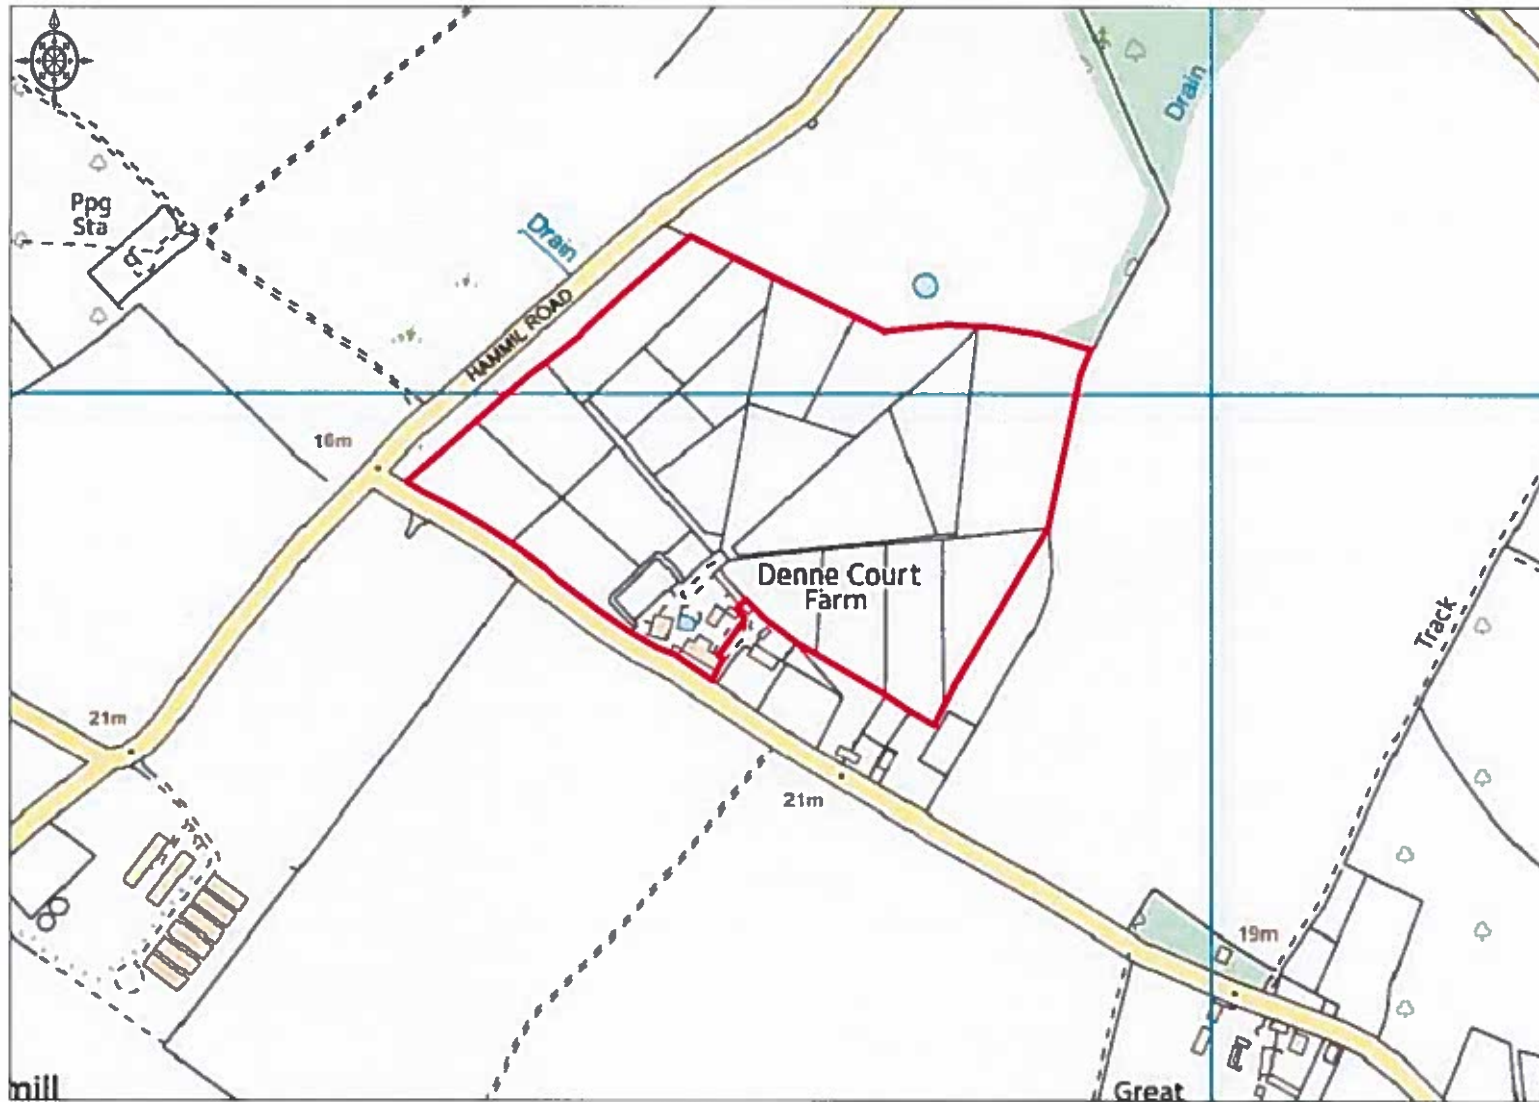 Drain
Ppg
Sta
Drain
HAMMIL ROAD
16m
Denne Court
Farm
Track
21m
21m
19m
mill
Great